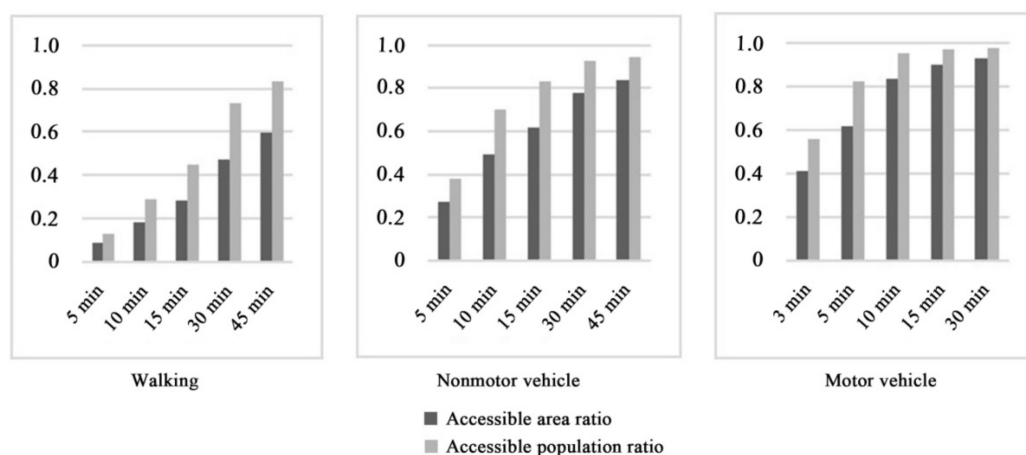 1.0
0.8
0.6
0.4
0.2
0
5 min
10 min
15 min
30 min
45 min
Walking
1.0
0.8
0.6
0.4
0.2
0
5 min
10 min
15 min
30 min
45 min
Nonmotor vehicle
1.0
0.8
0.6
0.4
0.2
0
3 min
5 min
10 min
15 min
30 min
Motor vehicle
Accessible area ratio
Accessible population ratio